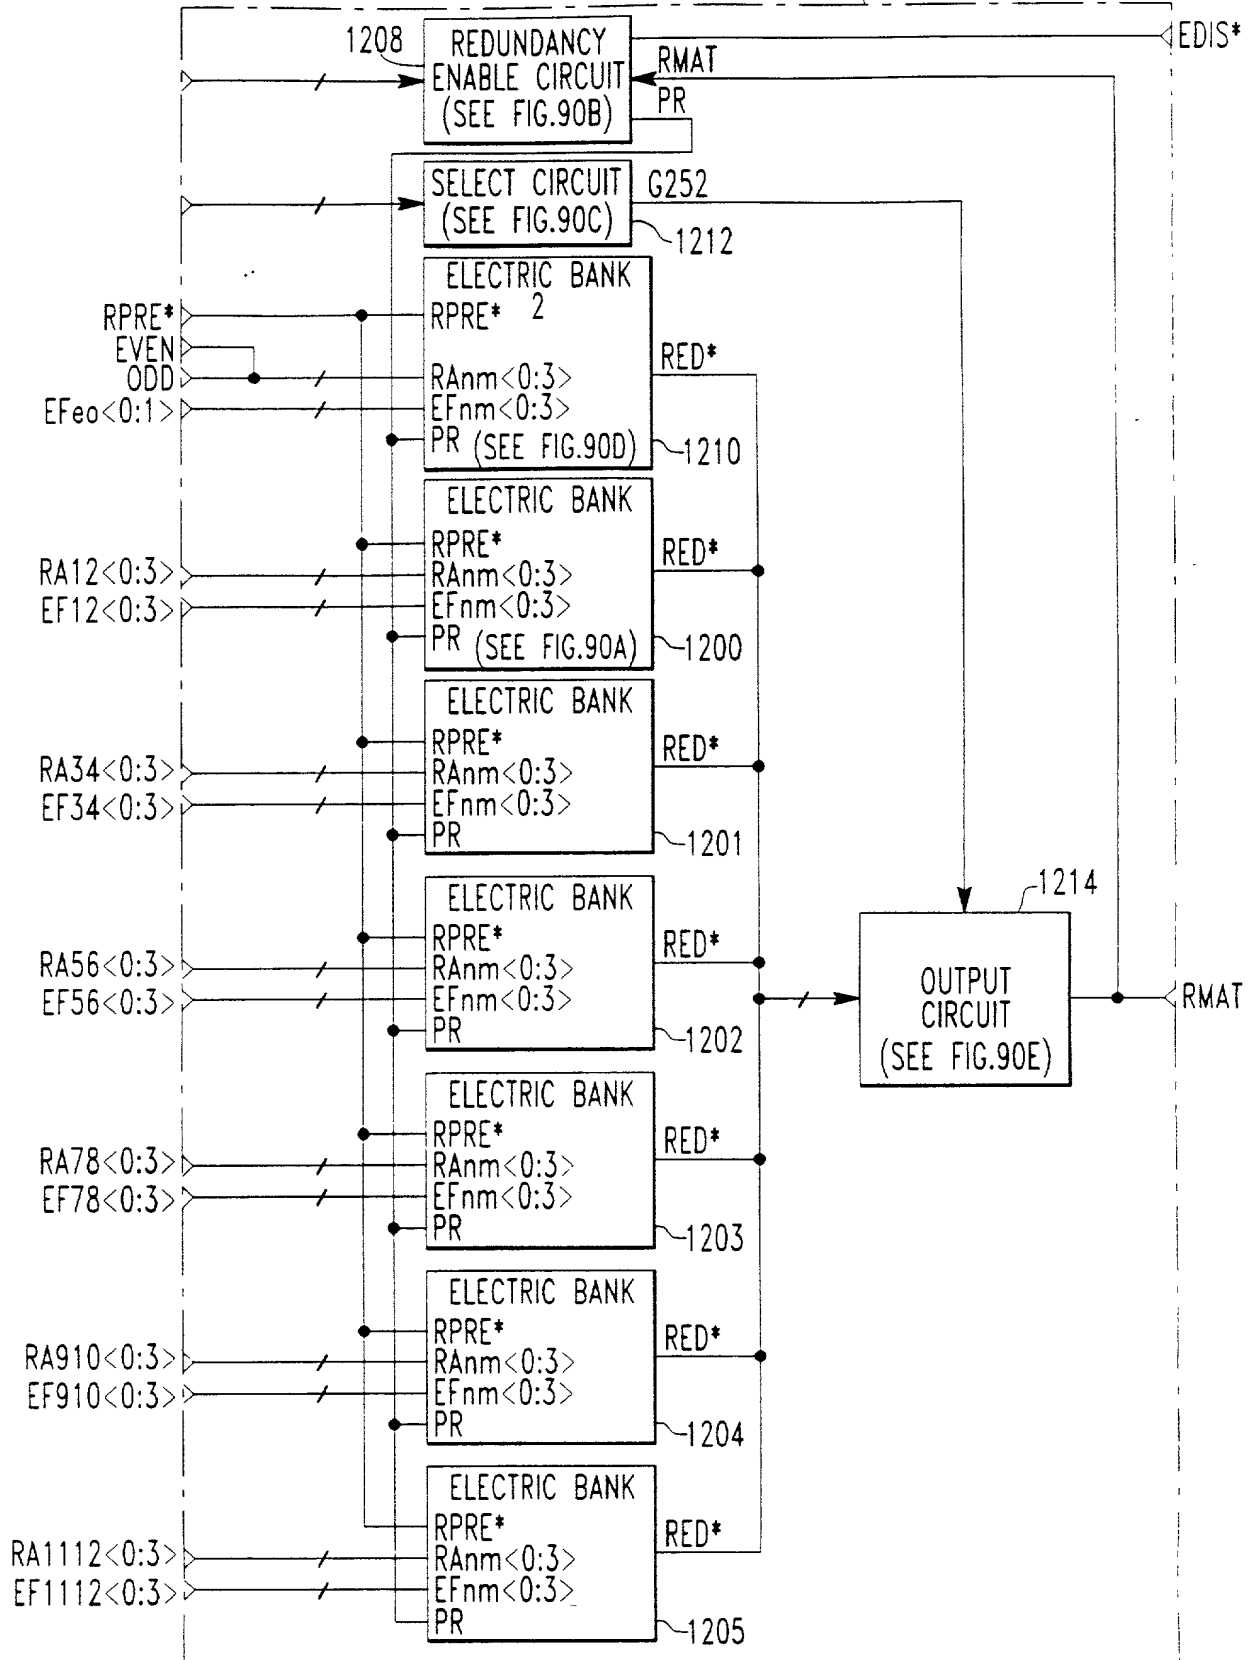 1208
REDUNDANCY
ENABLE CIRCUIT
(SEE FIG.90B)
EDIS*
RMAT
PR
SELECT CIRCUIT
(SEE FIG.90C)
G252
1212
ELECTRIC BANK
2
RPRE*
RPRE*
EVEN
ODD
RAnm<0:3>
RED*
EFeo<0:1>
EFnm<0:3>
PR (SEE FIG.90D)
1210
ELECTRIC BANK
RPRE*
RED*
RA12<0:3>
RAnm<0:3>
EF12<0:3>
EFnm<0:3>
PR (SEE FIG.90A)
1200
ELECTRIC BANK
RPRE*
RED*
RA34<0:3>
RAnm<0:3>
EF34<0:3>
EFnm<0:3>
PR
1201
ELECTRIC BANK
RPRE*
RED*
RA56<0:3>
RAnm<0:3>
EF56<0:3>
EFnm<0:3>
PR
1202
1214
OUTPUT
CIRCUIT
(SEE FIG.90E)
RMAT
ELECTRIC BANK
RPRE*
RED*
RA78<0:3>
RAnm<0:3>
EF78<0:3>
EFnm<0:3>
PR
1203
ELECTRIC BANK
RPRE*
RED*
RA910<0:3>
RAnm<0:3>
EF910<0:3>
EFnm<0:3>
PR
1204
ELECTRIC BANK
RPRE*
RED*
RA1112<0:3>
RAnm<0:3>
EF1112<0:3>
EFnm<0:3>
PR
1205